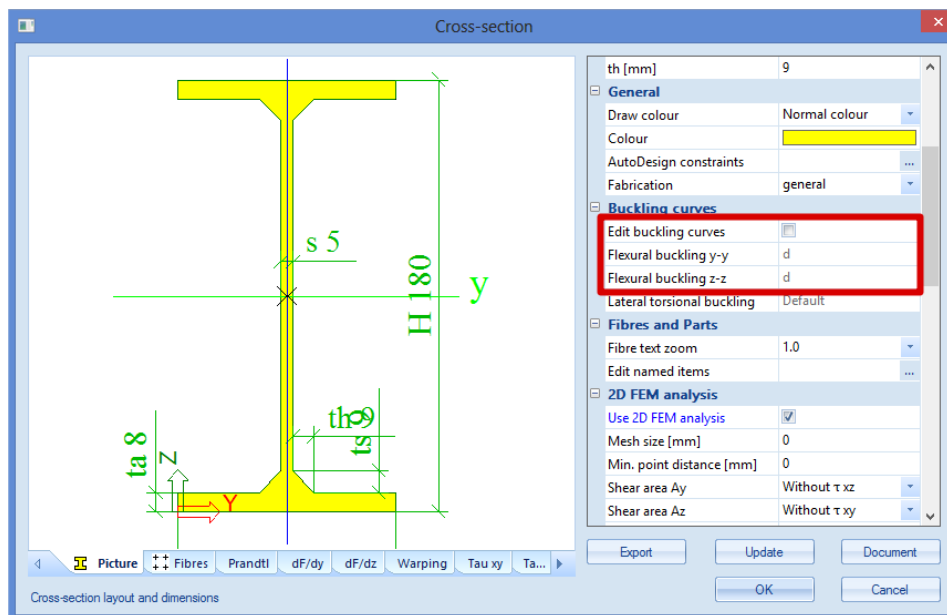 Cross-section
s 5
H 180
y
th 9
ts 9
ta 8
Z
Y
Picture
Fibres
Prandtl
dF/dy
dF/dz
Warping
Tau xy
Ta...
Cross-section layout and dimensions
th [mm] 9
General
Draw colour Normal colour
Colour
AutoDesign constraints ...
Fabrication general
Buckling curves
Edit buckling curves
Flexural buckling y-y d
Flexural buckling z-z d
Lateral torsional buckling Default
Fibres and Parts
Fibre text zoom 1.0
Edit named items ...
2D FEM analysis
Use 2D FEM analysis
Mesh size [mm] 0
Min. point distance [mm] 0
Shear area Ay Without τ xz
Shear area Az Without τ xy
Export Update Document
OK Cancel